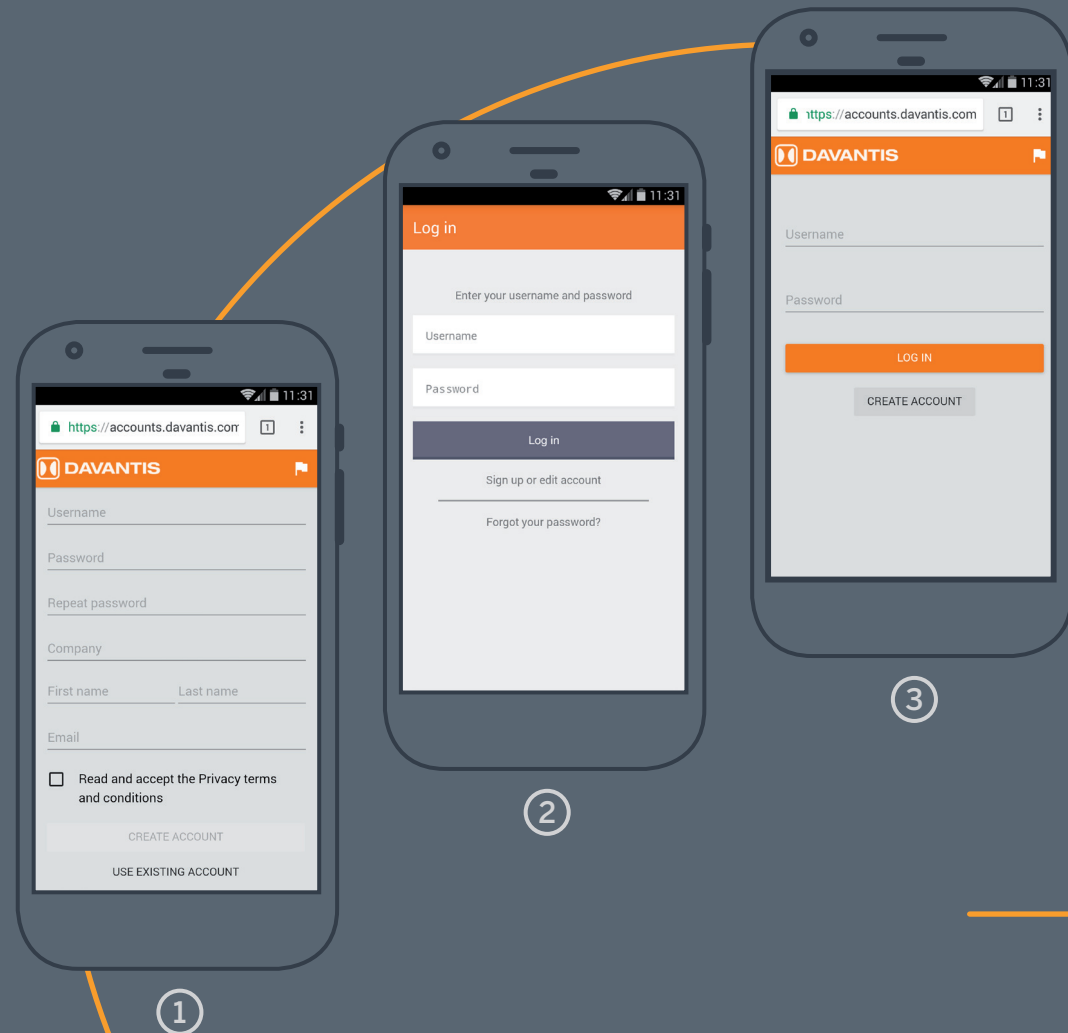 11:31
https://accounts.davantis.com
1
DAVANTIS
Username
Password
Repeat password
Company
First name Last name
Email
Read and accept the Privacy terms
and conditions
CREATE ACCOUNT
USE EXISTING ACCOUNT
1
11:31
Log in
Enter your username and password
Username
Password
Log in
Sign up or edit account
Forgot your password?
2
11:31
https://accounts.davantis.com
1
DAVANTIS
Username
Password
LOG IN
CREATE ACCOUNT
3